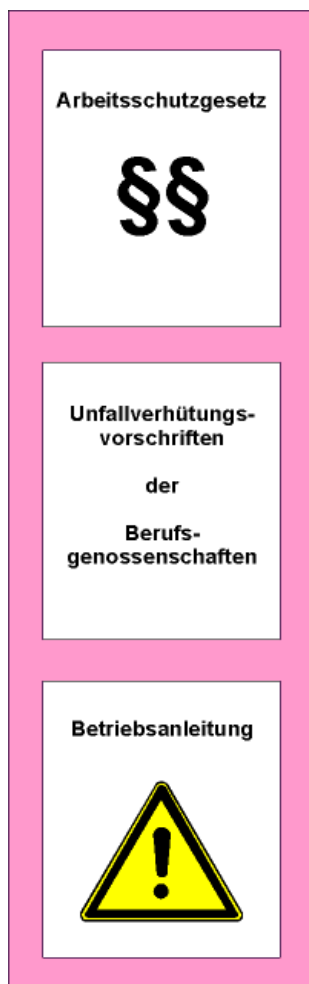 Arbeitsschutzgesetz
§§
Unfallverhütungs-
vorschriften
der
Berufs-
genossenschaften
Betriebsanleitung
!